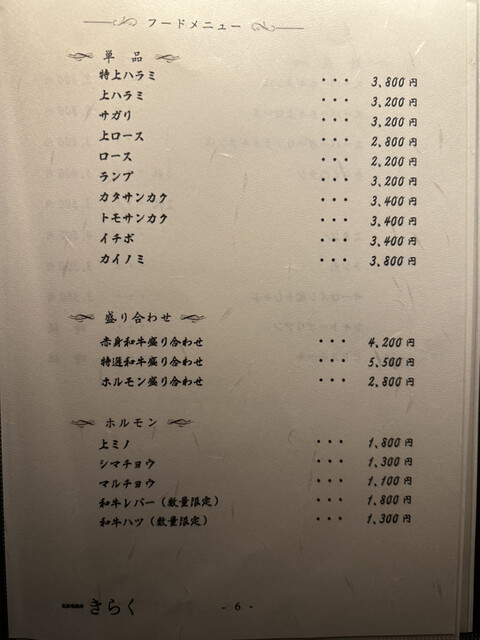 フードメニュー
単品
特上ハラミ ・・・ 3,800円
上ハラミ ・・・ 3,200円
サガリ ・・・ 3,200円
上ロース ・・・ 2,800円
ロース ・・・ 2,200円
ランプ ・・・ 3,200円
カタサンカク ・・・ 3,400円
トモサンカク ・・・ 3,400円
イチボ ・・・ 3,400円
カイノミ ・・・ 3,800円
盛り合わせ
赤身和牛盛り合わせ ・・・ 4,200円
特選和牛盛り合わせ ・・・ 5,500円
ホルモン盛り合わせ ・・・ 2,800円
ホルモン
上ミノ ・・・ 1,800円
シマチョウ ・・・ 1,300円
マルチョウ ・・・ 1,100円
和牛レバー（数量限定） ・・・ 1,800円
和牛ハツ（数量限定） ・・・ 1,300円
きらく
- 6 -